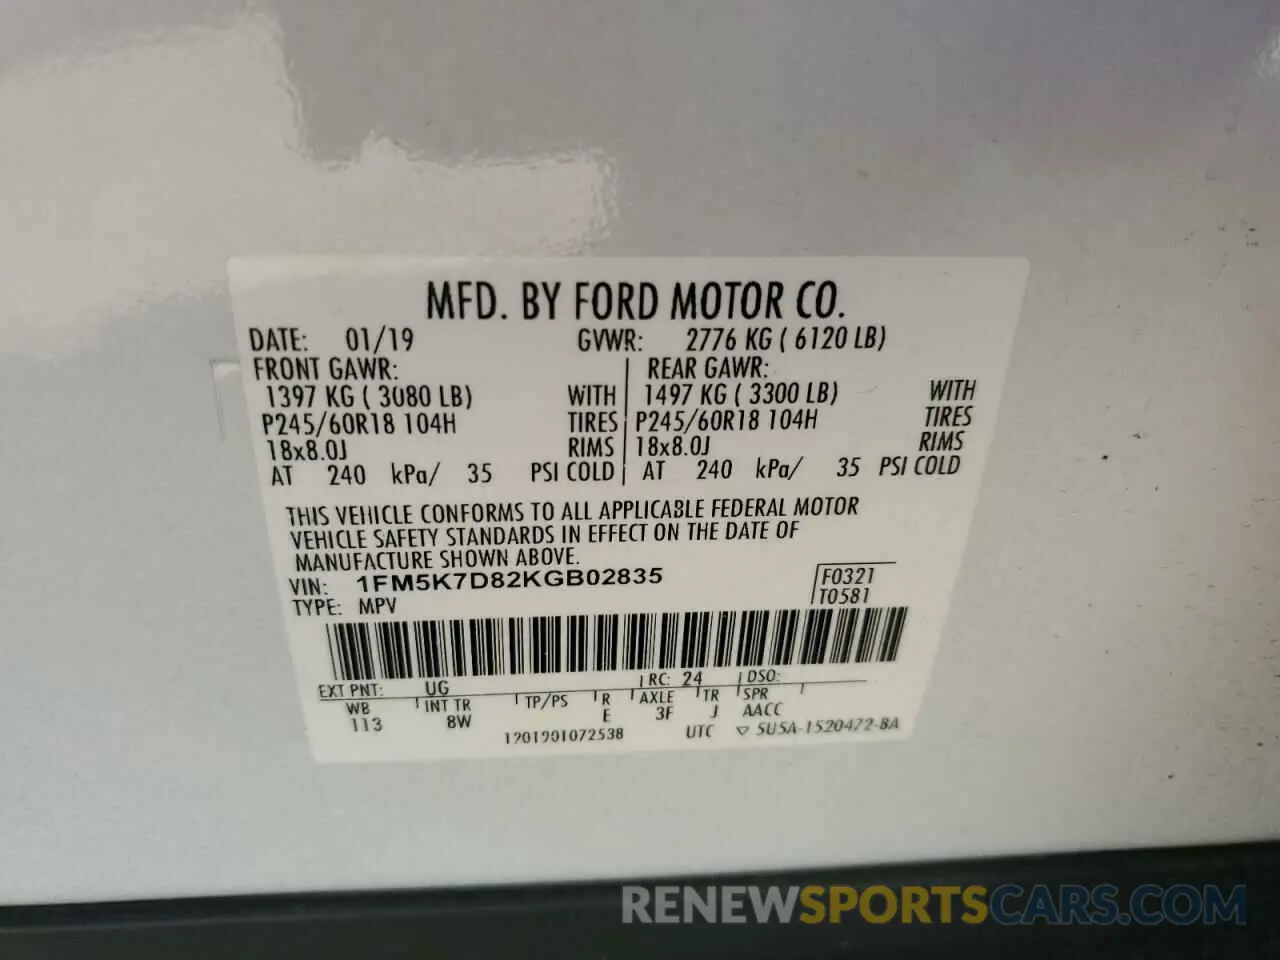 MFD. BY FORD MOTOR CO.
DATE: 01/19 GVWR: 2776 KG ( 6120 LB)
FRONT GAWR: REAR GAWR:
1397 KG ( 3080 LB) WITH 1497 KG ( 3300 LB) WITH
P245/60R18 104H TIRES P245/60R18 104H TIRES
18x8.0J RIMS 18x8.0J RIMS
AT 240 kPa/ 35 PSI COLD AT 240 kPa/ 35 PSI COLD
THIS VEHICLE CONFORMS TO ALL APPLICABLE FEDERAL MOTOR
VEHICLE SAFETY STANDARDS IN EFFECT ON THE DATE OF
MANUFACTURE SHOWN ABOVE.
VIN: 1FM5K7D82KGB02835 F0321
TYPE: MPV T0581
EXT PNT: UG RC: 24 DSO:
WB INT TR TP/PS R AXLE TR SPR
113 8W E 3F J AACC
1201901072538 UTC ▽ 5U5A-1520472-BA
RENEWSPORTSCARS.COM